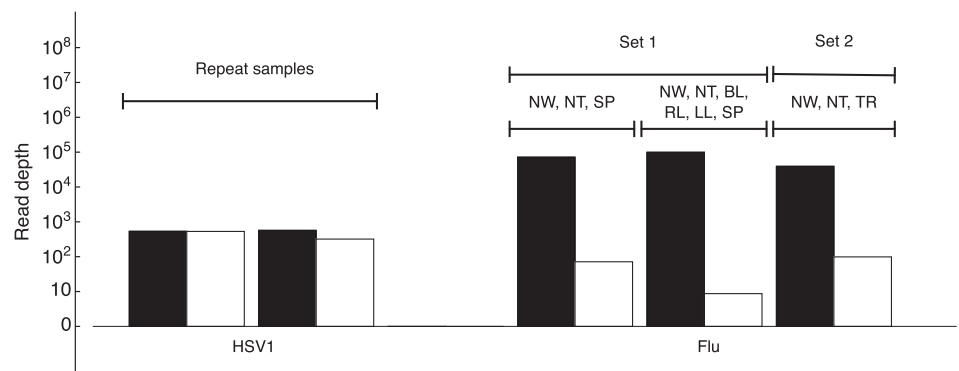 Set 1
Set 2
Repeat samples
NW, NT, SP
NW, NT, BL,
RL, LL, SP
NW, NT, TR
Read depth
10⁸
10⁷
10⁶
10⁵
10⁴
10³
10²
10
0
HSV1
Flu